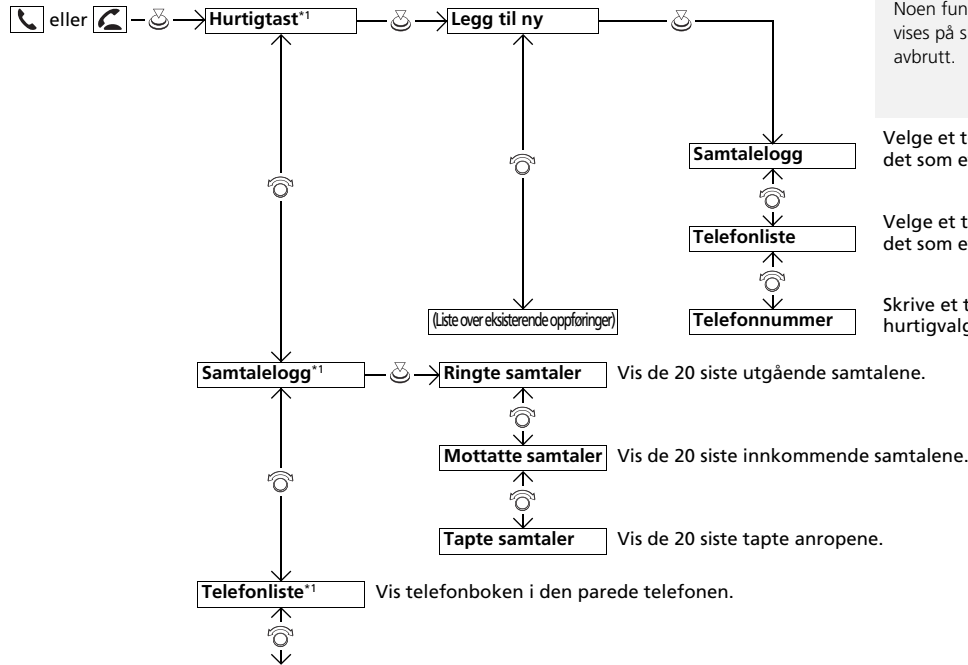 eller
Hurtigtast*1
Legg til ny
Noen fun
vises på s
avbrutt.
Samtalelogg
Velge et t
det som e
Telefonliste
Velge et t
det som e
(Liste over eksisterende oppføringer)
Telefonnummer
Skrive et t
hurtigvalg
Samtalelogg*1
Ringte samtaler
Vis de 20 siste utgående samtalene.
Mottatte samtaler
Vis de 20 siste innkommende samtalene.
Tapte samtaler
Vis de 20 siste tapte anropene.
Telefonliste*1
Vis telefonboken i den parede telefonen.